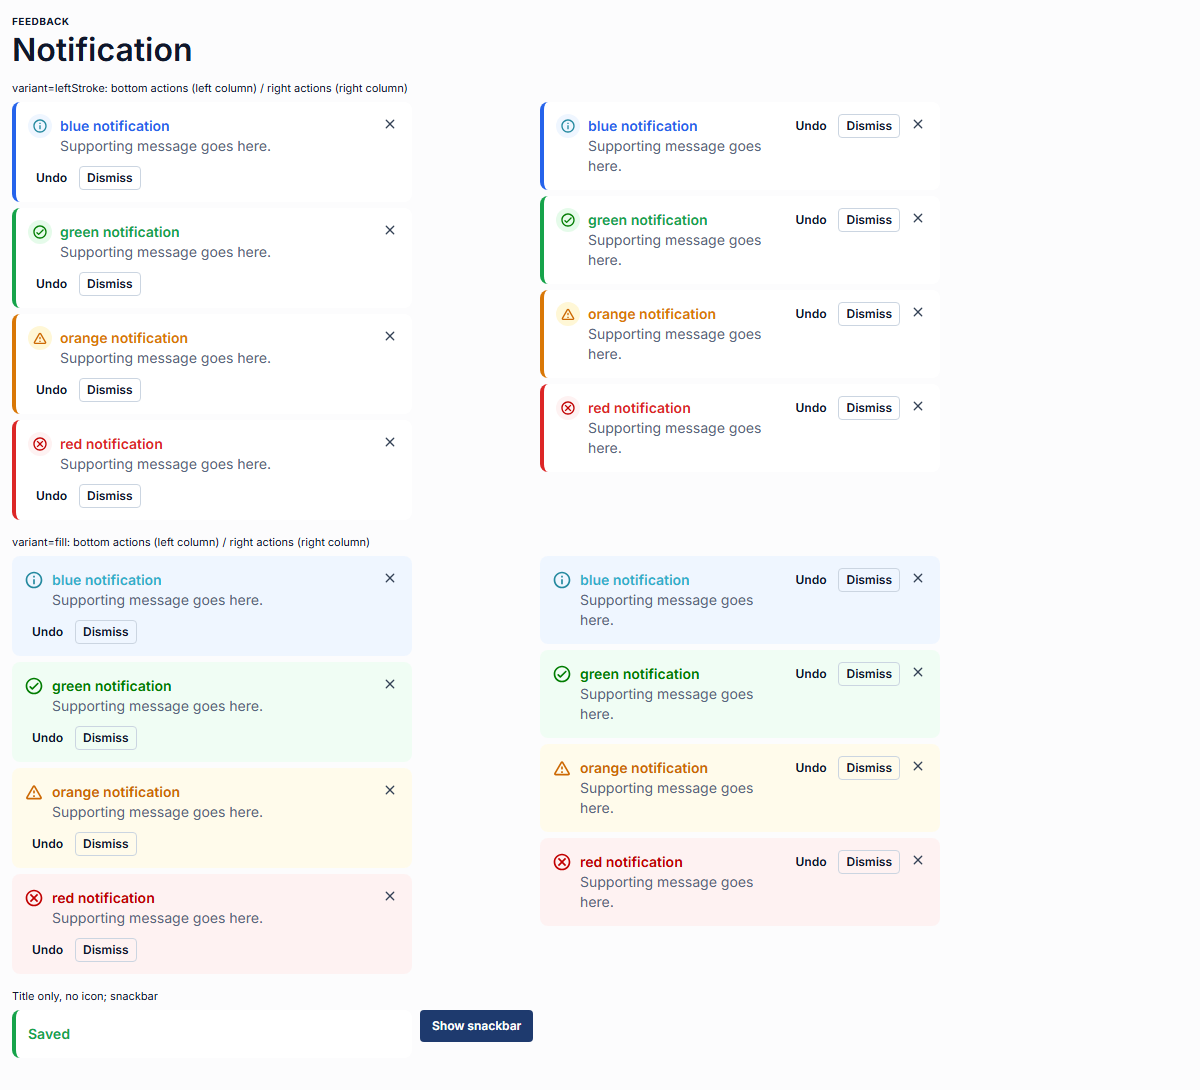 FEEDBACK
Notification
variant=leftStroke: bottom actions (left column) / right actions (right column)
blue notification
Supporting message goes here.
Undo Dismiss
green notification
Supporting message goes here.
Undo Dismiss
orange notification
Supporting message goes here.
Undo Dismiss
red notification
Supporting message goes here.
Undo Dismiss
blue notification Undo Dismiss
Supporting message goes
here.
green notification Undo Dismiss
Supporting message goes
here.
orange notification Undo Dismiss
Supporting message goes
here.
red notification Undo Dismiss
Supporting message goes
here.
variant=fill: bottom actions (left column) / right actions (right column)
blue notification
Supporting message goes here.
Undo Dismiss
green notification
Supporting message goes here.
Undo Dismiss
orange notification
Supporting message goes here.
Undo Dismiss
red notification
Supporting message goes here.
Undo Dismiss
blue notification Undo Dismiss
Supporting message goes
here.
green notification Undo Dismiss
Supporting message goes
here.
orange notification Undo Dismiss
Supporting message goes
here.
red notification Undo Dismiss
Supporting message goes
here.
Title only, no icon; snackbar
Saved
Show snackbar